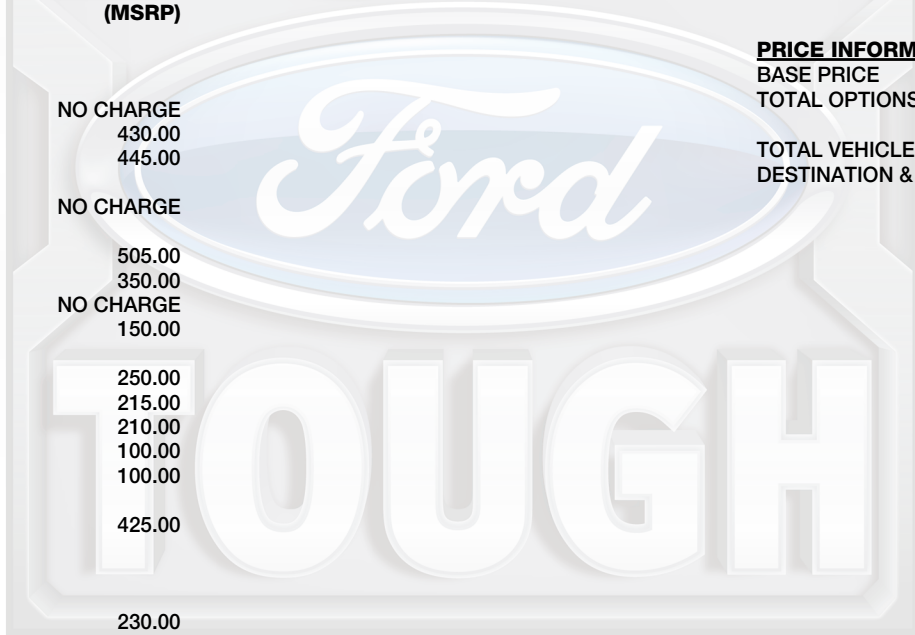 (MSRP)
NO CHARGE
430.00
445.00
NO CHARGE
505.00
350.00
NO CHARGE
150.00
250.00
215.00
210.00
100.00
100.00
425.00
230.00
PRICE INFORM
BASE PRICE
TOTAL OPTIONS
TOTAL VEHICLE
DESTINATION &
Ford
TOUGH